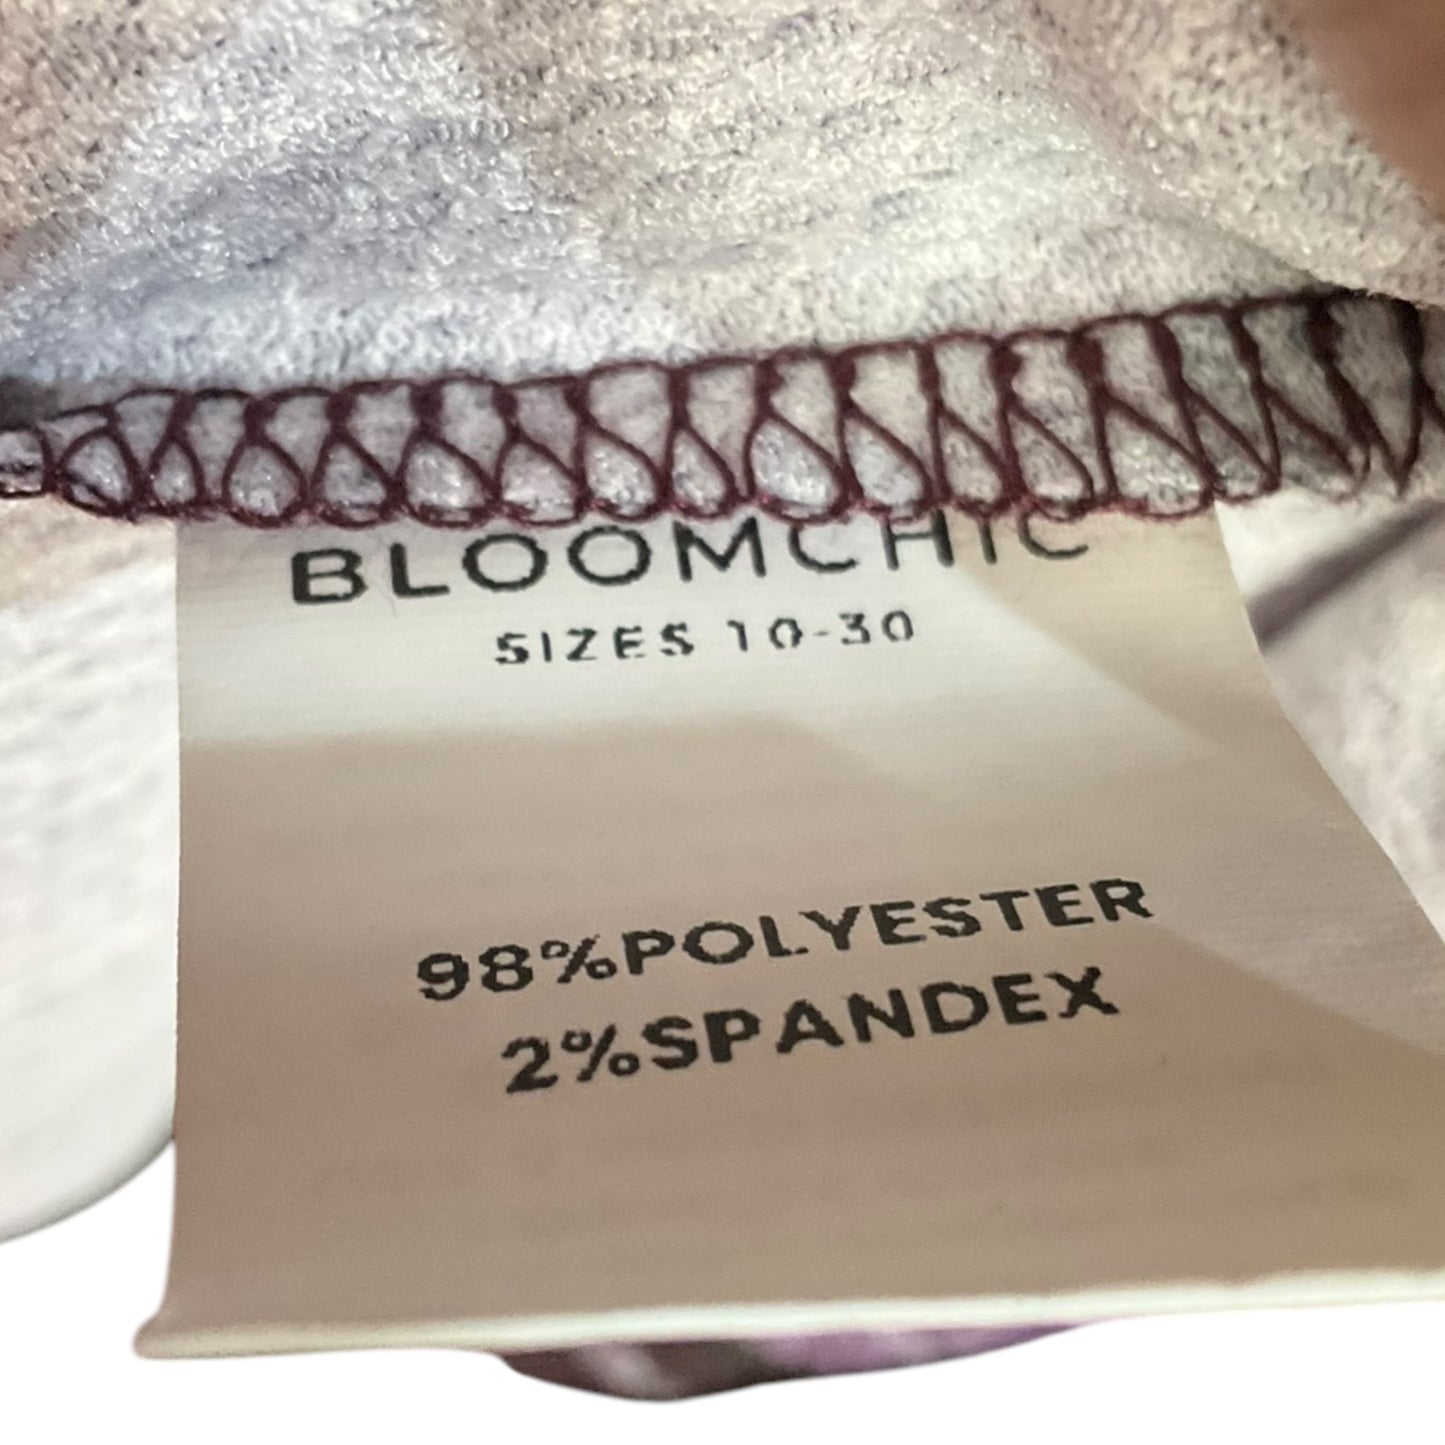 BLOOMCHIC
SIZES 10-30
98%POLYESTER
2%SPANDEX